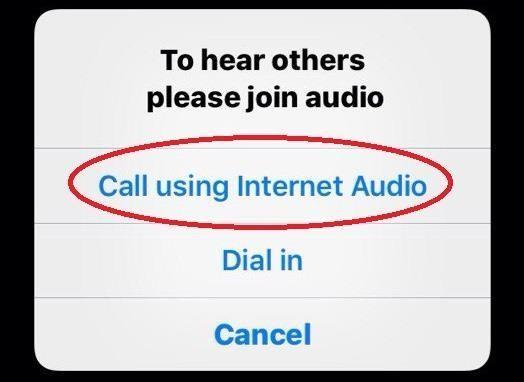 To hear others
please join audio
Call using Internet Audio
Dial in
Cancel